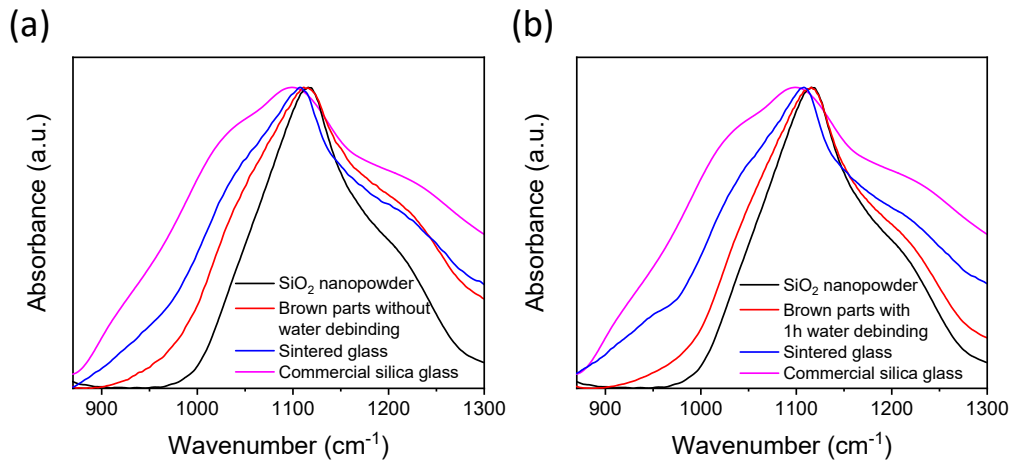 (a)
Absorbance (a.u.)
SiO₂ nanopowder
Brown parts without
water debinding
Sintered glass
Commercial silica glass
900 1000 1100 1200 1300
Wavenumber (cm⁻¹)
(b)
Absorbance (a.u.)
SiO₂ nanopowder
Brown parts with
1h water debinding
Sintered glass
Commercial silica glass
900 1000 1100 1200 1300
Wavenumber (cm⁻¹)